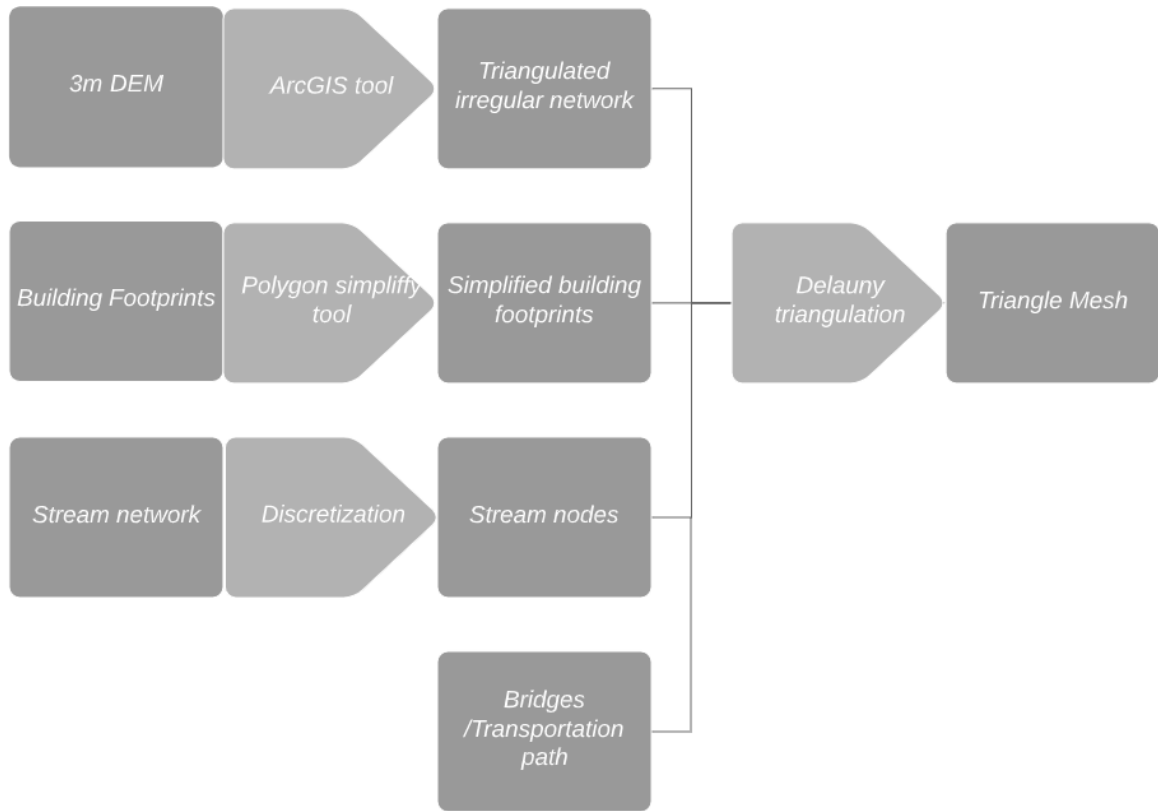 3m DEM
ArcGIS tool
Triangulated
irregular network
Building Footprints
Polygon simpliffy
tool
Simplified building
footprints
Delauny
triangulation
Triangle Mesh
Stream network
Discretization
Stream nodes
Bridges
/Transportation
path